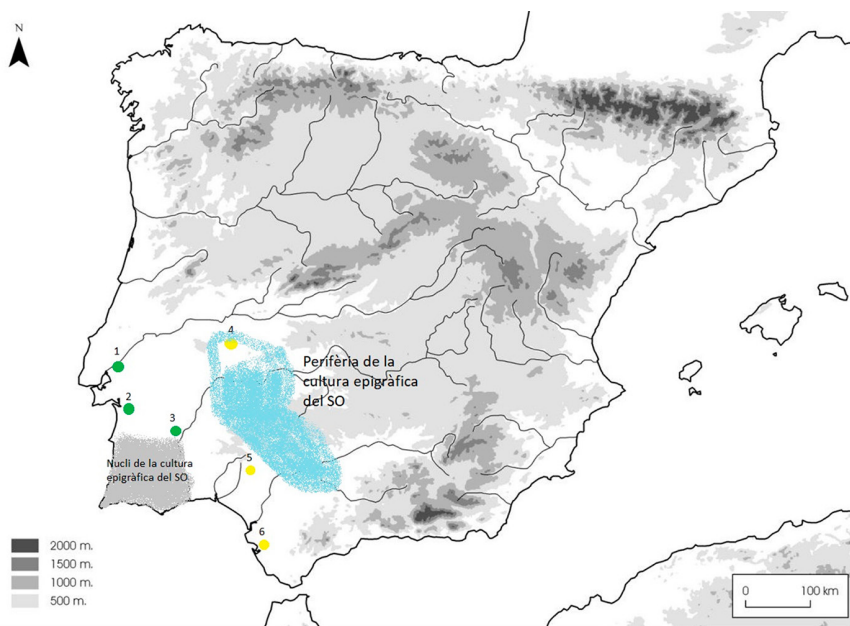 N
1
2
3
4
5
6
Perifèria de la
cultura epigràfica
del SO
Nucli de la cultura
epigràfica del SO
2000 m.
1500 m.
1000 m.
500 m.
0 100 km